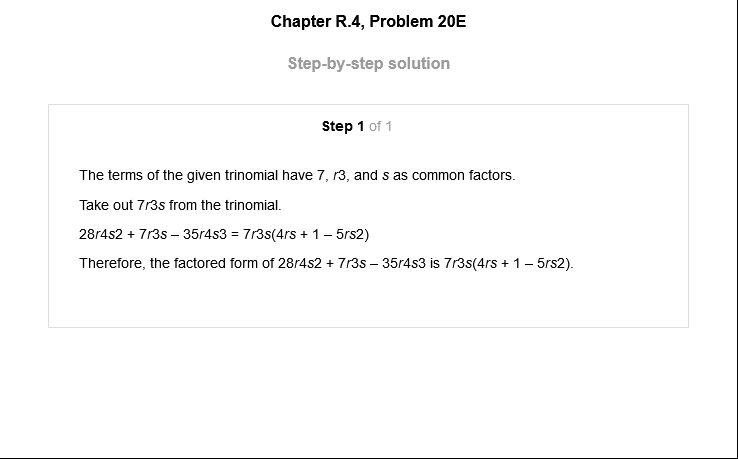 Chapter R.4, Problem 20E
Step-by-step solution
Step 1 of 1
The terms of the given trinomial have 7, r3, and s as common factors.
Take out 7r3s from the trinomial.
28r4s2 + 7r3s – 35r4s3 = 7r3s(4rs + 1 – 5rs2)
Therefore, the factored form of 28r4s2 + 7r3s – 35r4s3 is 7r3s(4rs + 1 – 5rs2).